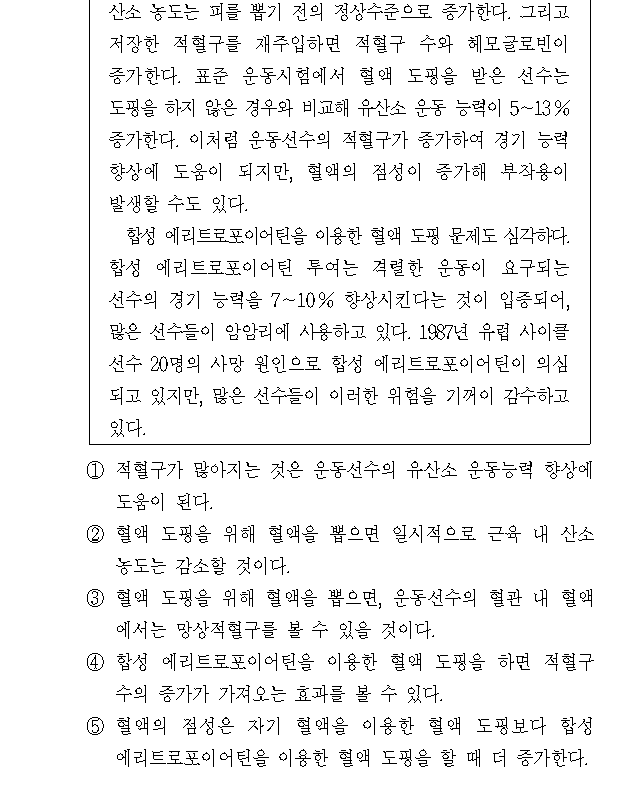 산소 농도는 피를 뽑기 전의 정상수준으로 증가한다. 그리고
저장한 적혈구를 재주입하면 적혈구 수와 헤모글로빈이
증가한다. 표준 운동시험에서 혈액 도핑을 받은 선수는
도핑을 하지 않은 경우와 비교해 유산소 운동 능력이 5~13%
증가한다. 이처럼 운동선수의 적혈구가 증가하여 경기 능력
향상에 도움이 되지만, 혈액의 점성이 증가해 부작용이
발생할 수도 있다.
합성 에리트로포이어틴을 이용한 혈액 도핑 문제도 심각하다.
합성 에리트로포이어틴 투여는 격렬한 운동이 요구되는
선수의 경기 능력을 7~10% 향상시킨다는 것이 입증되어,
많은 선수들이 암암리에 사용하고 있다. 1987년 유럽 사이클
선수 20명의 사망 원인으로 합성 에리트로포이어틴이 의심
되고 있지만, 많은 선수들이 이러한 위험을 기꺼이 감수하고
있다.
① 적혈구가 많아지는 것은 운동선수의 유산소 운동능력 향상에
도움이 된다.
② 혈액 도핑을 위해 혈액을 뽑으면 일시적으로 근육 내 산소
농도는 감소할 것이다.
③ 혈액 도핑을 위해 혈액을 뽑으면, 운동선수의 혈관 내 혈액
에서는 망상적혈구를 볼 수 있을 것이다.
④ 합성 에리트로포이어틴을 이용한 혈액 도핑을 하면 적혈구
수의 증가가 가져오는 효과를 볼 수 있다.
⑤ 혈액의 점성은 자기 혈액을 이용한 혈액 도핑보다 합성
에리트로포이어틴을 이용한 혈액 도핑을 할 때 더 증가한다.